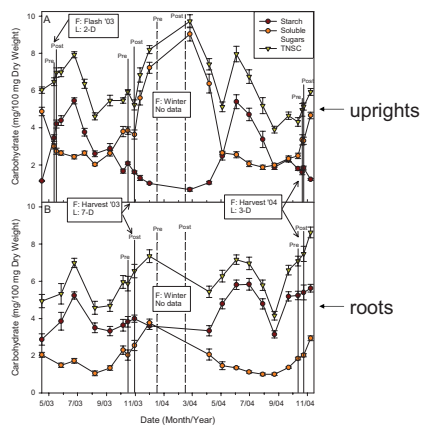 A
F: Flash '03
L: 2-D
Pre
Post
Starch
Soluble
Sugars
TNSC
Pre
Post
Pre
Post
Pre
Post
F: Winter
No data
Carbohydrate (mg/100 mg Dry Weight)
10
8
6
4
2
uprights
B
F: Harvest '03
L: 7-D
F: Harvest '04
L: 3-D
Pre
Post
Pre
Post
Pre
Post
F: Winter
No data
Carbohydrate (mg/100 mg Dry Weight)
10
8
6
4
2
0
roots
5/03 7/03 9/03 11/03 1/04 3/04 5/04 7/04 9/04 11/04
Date (Month/Year)